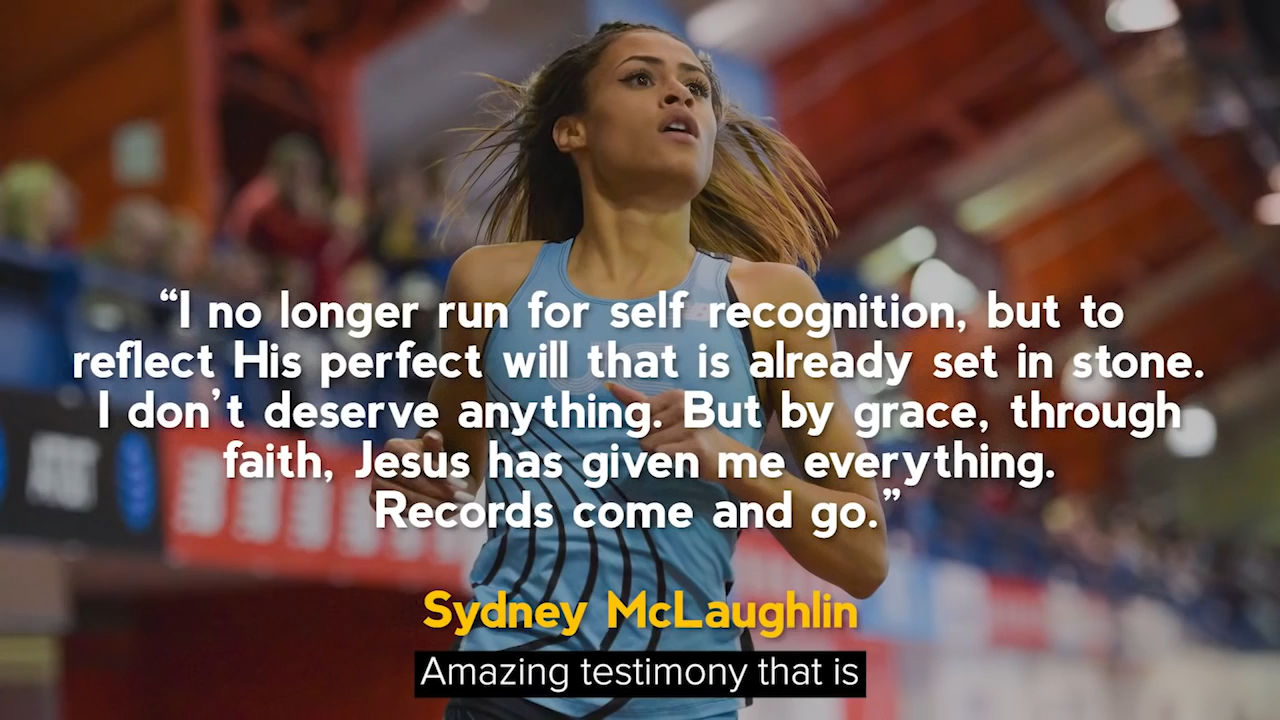 “I no longer run for self recognition, but to
reflect His perfect will that is already set in stone.
I don’t deserve anything. But by grace, through
faith, Jesus has given me everything.
Records come and go.”
Sydney McLaughlin
Amazing testimony that is